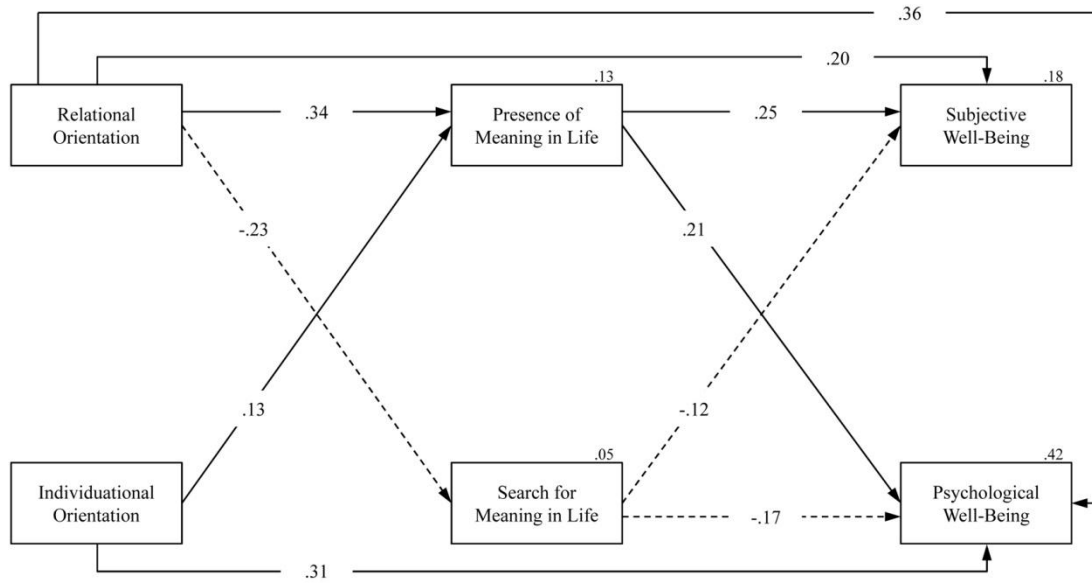 .36
.20
.13
.18
Relational
Orientation
.34
Presence of
Meaning in Life
.25
Subjective
Well-Being
-.23
.21
.13
-.12
.05
.42
Individuational
Orientation
Search for
Meaning in Life
-.17
Psychological
Well-Being
.31